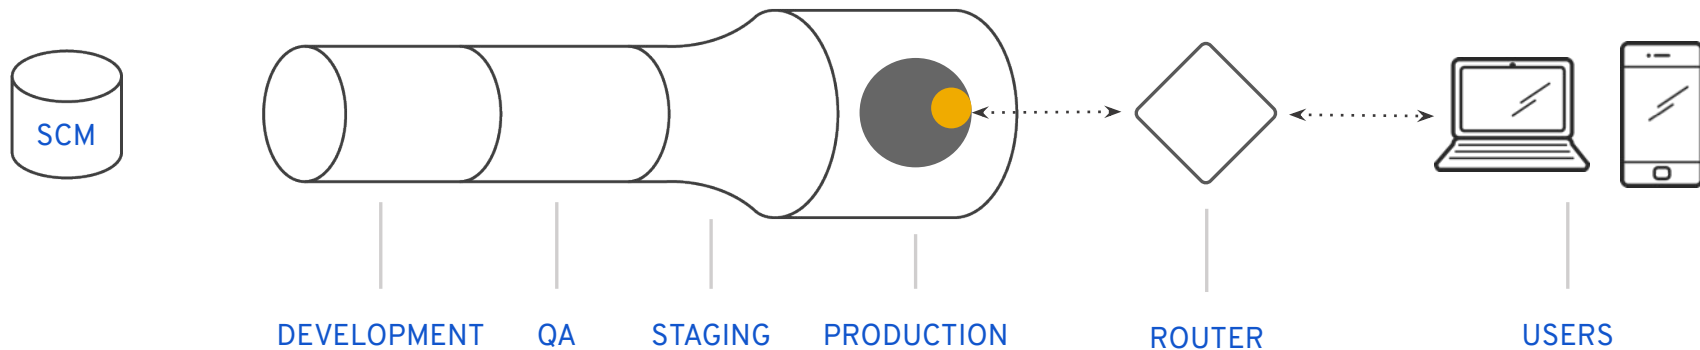 SCM
DEVELOPMENT
QA
STAGING
PRODUCTION
ROUTER
USERS